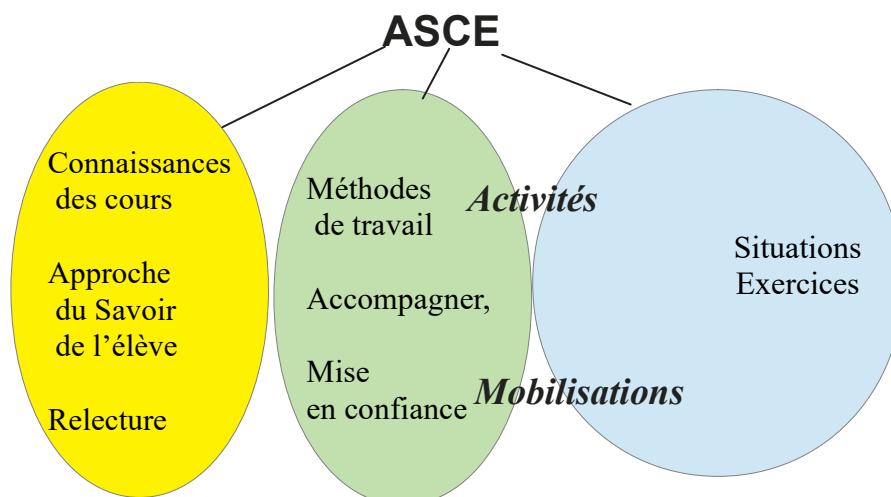 ASCE
Connaissances
des cours
Approche
du Savoir
de l’élève
Relecture
Méthodes
de travail
Accompagner,
Mise
en confiance
Activités
Mobilisations
Situations
Exercices